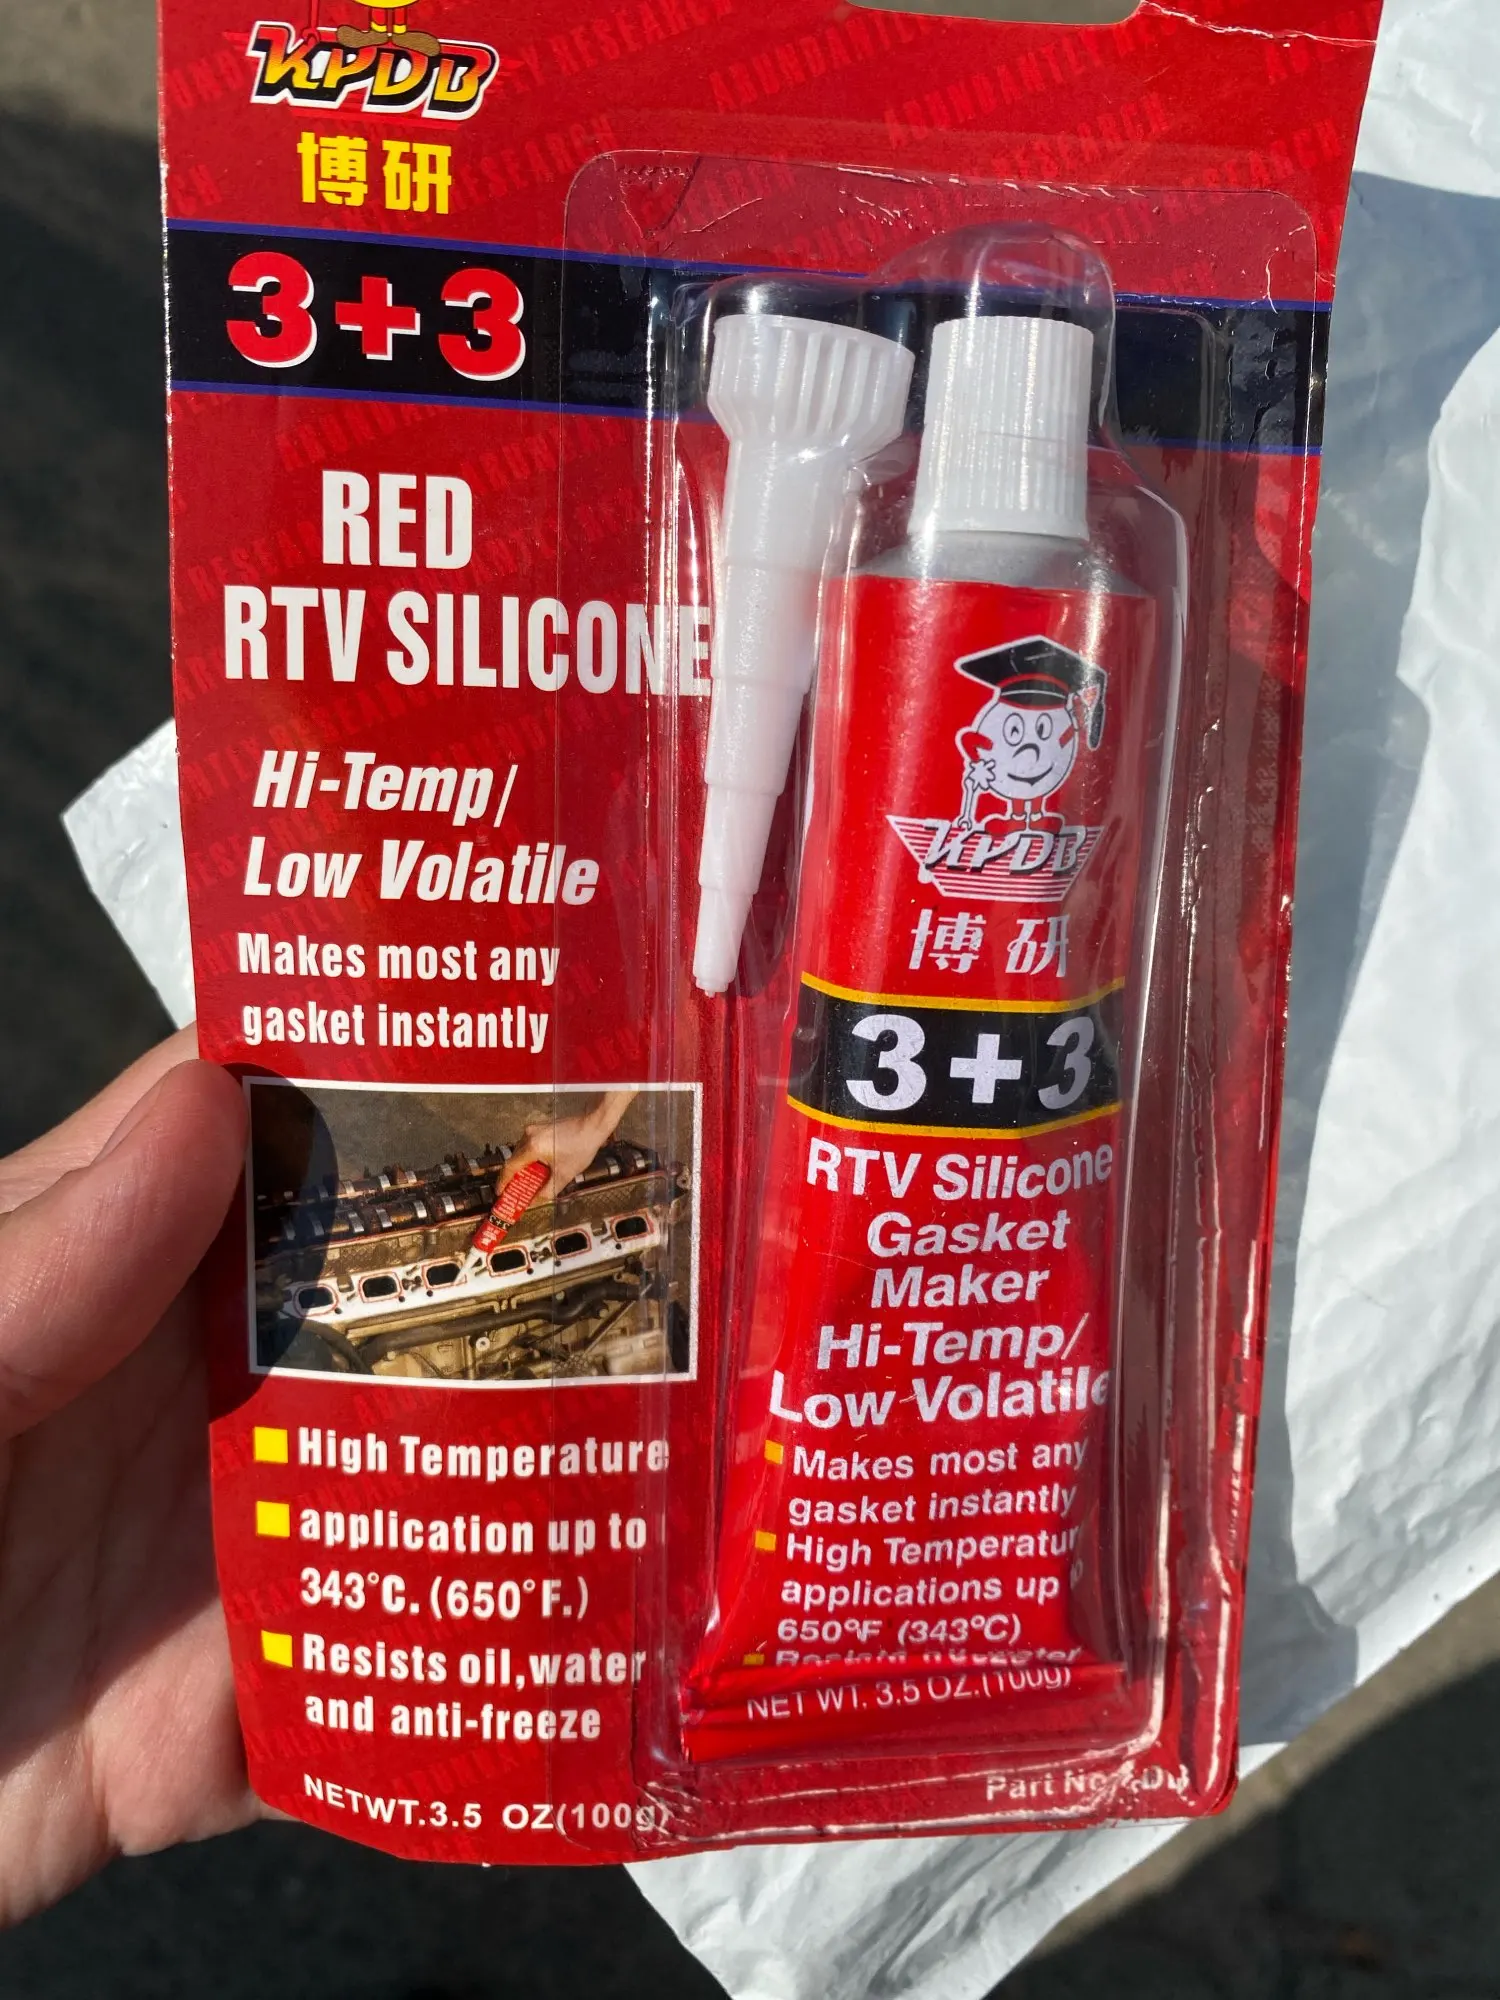 KPDB
博研
3+3
RED
RTV SILICONE
Hi-Temp/
Low Volatile
Makes most any
gasket instantly
High Temperature
application up to
343°C.(650°F.)
Resists oil,water
and anti-freeze
NETWT.3.5 OZ(100g)
KPDB
博研
3+3
RTV Silicone
Gasket
Maker
Hi-Temp/
Low Volatile
Makes most any
gasket instantly
High Temperatur
applications up
650°F (343°C)
NET WT. 3.5 OZ.(100g)
Part No